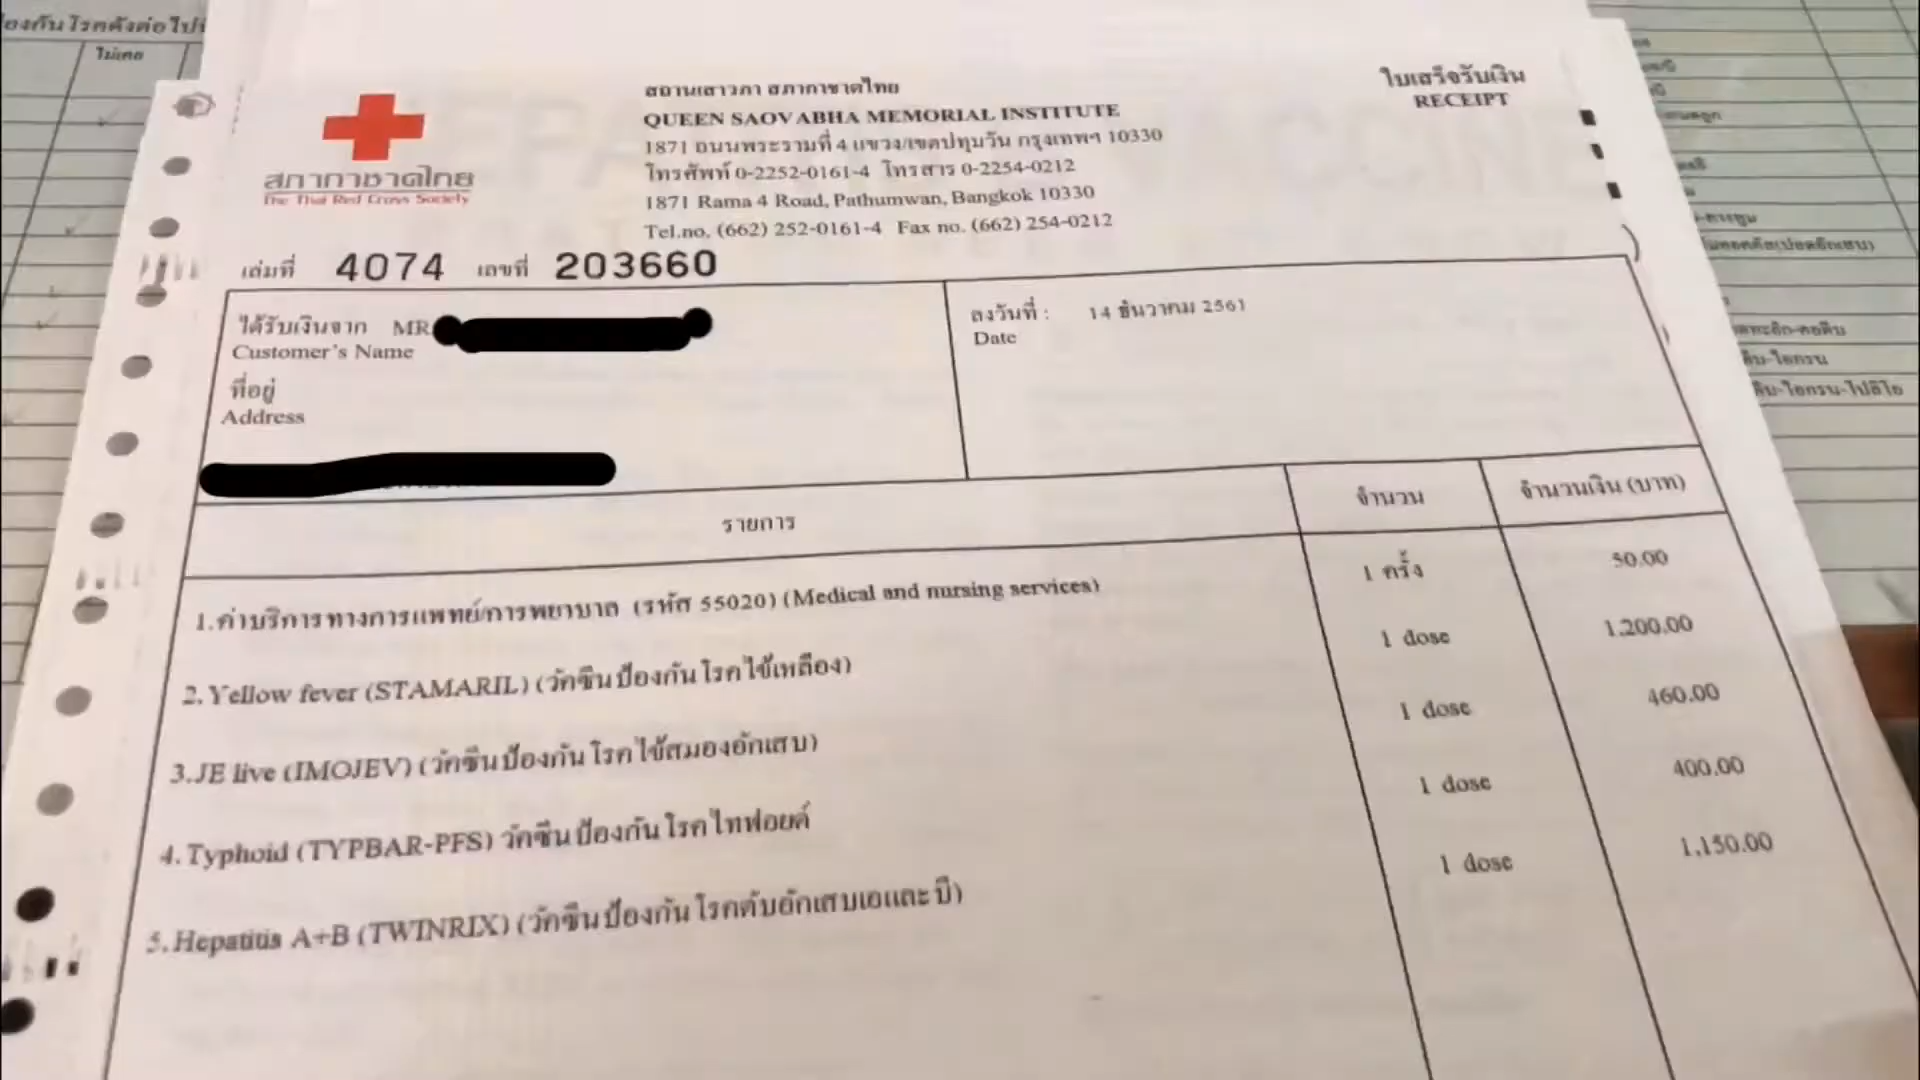 ไม่เคย
สภากาชาดไทย
The Thai Red Cross Society
สถานเสาวภา สภากาชาดไทย
QUEEN SAOVABHA MEMORIAL INSTITUTE
1871 ถนนพระรามที่ 4 แขวง/เขตปทุมวัน กรุงเทพฯ 10330
โทรศัพท์ 0-2252-0161-4 โทรสาร 0-2254-0212
1871 Rama 4 Road, Pathumwan, Bangkok 10330
Tel.no. (662) 252-0161-4 Fax no. (662) 254-0212
ใบเสร็จรับเงิน
RECEIPT
เล่มที่ 4074 เลขที่ 203660
ได้รับเงินจาก MR
Customer's Name
ที่อยู่
Address
ลงวันที่ : 14 ธันวาคม 2561
Date
รายการ จำนวน จำนวนเงิน (บาท)
1.ค่าบริการทางการแพทย์/การพยาบาล (รหัส 55020) (Medical and nursing services) 1 ครั้ง 50.00
2.Yellow fever (STAMARIL) (วัคซีนป้องกันโรคไข้เหลือง) 1 dose 1,200.00
3.JE live (IMOJEV) (วัคซีนป้องกันโรคไข้สมองอักเสบ) 1 dose 460.00
4.Typhoid (TYPBAR-PFS) วัคซีนป้องกันโรคไทฟอยด์ 1 dose 400.00
5.Hepatitis A+B (TWINRIX) (วัคซีนป้องกันโรคตับอักเสบเอและบี) 1 dose 1,150.00